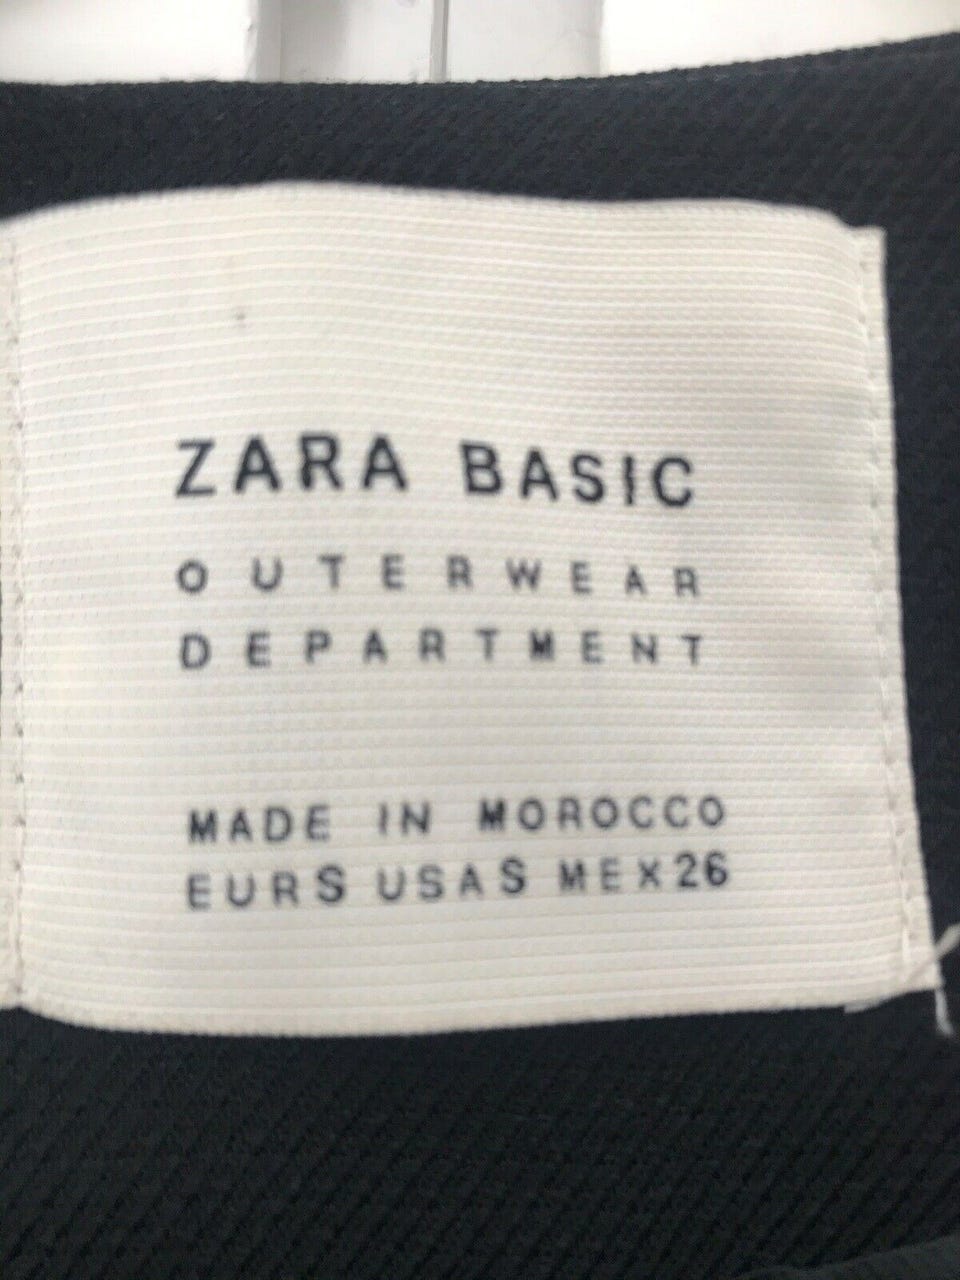 ZARA BASIC
OUTERWEAR
DEPARTMENT
MADE IN MOROCCO
EUR S USA S MEX 26